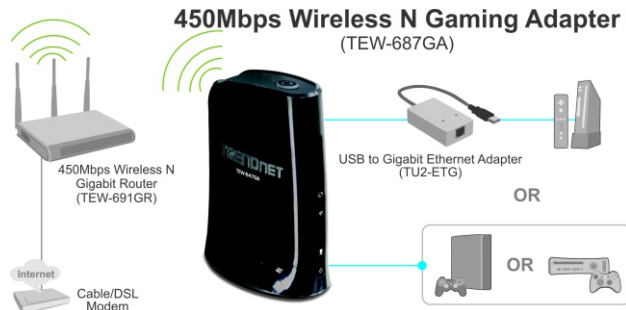 450Mbps Wireless N Gaming Adapter
(TEW-687GA)
450Mbps Wireless N
Gigabit Router
(TEW-691GR)
TRENDNET
TEW-647GA
USB to Gigabit Ethernet Adapter
(TU2-ETG)
OR
OR
Internet
Cable/DSL
Modem